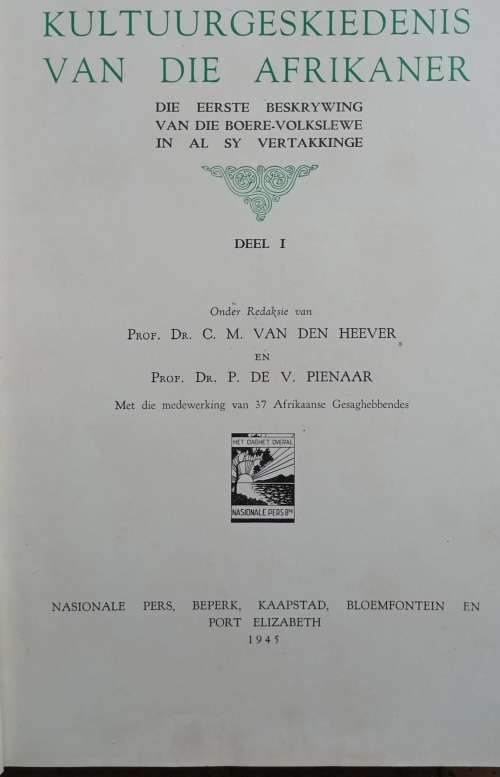 KULTUURGESKIEDENIS
VAN DIE AFRIKANER
DIE EERSTE BESKRYWING
VAN DIE BOERE-VOLKSLEWE
IN AL SY VERTAKKINGE
DEEL I
Onder Redaksie van
PROF. DR. C. M. VAN DEN HEEVER
EN
PROF. DR. P. DE V. PIENAAR
Met die medewerking van 37 Afrikaanse Gesaghebbendes
HET DAGHET OVERAL
NASIONALE PERS BPK
NASIONALE PERS, BEPERK, KAAPSTAD, BLOEMFONTEIN EN
PORT ELIZABETH
1945